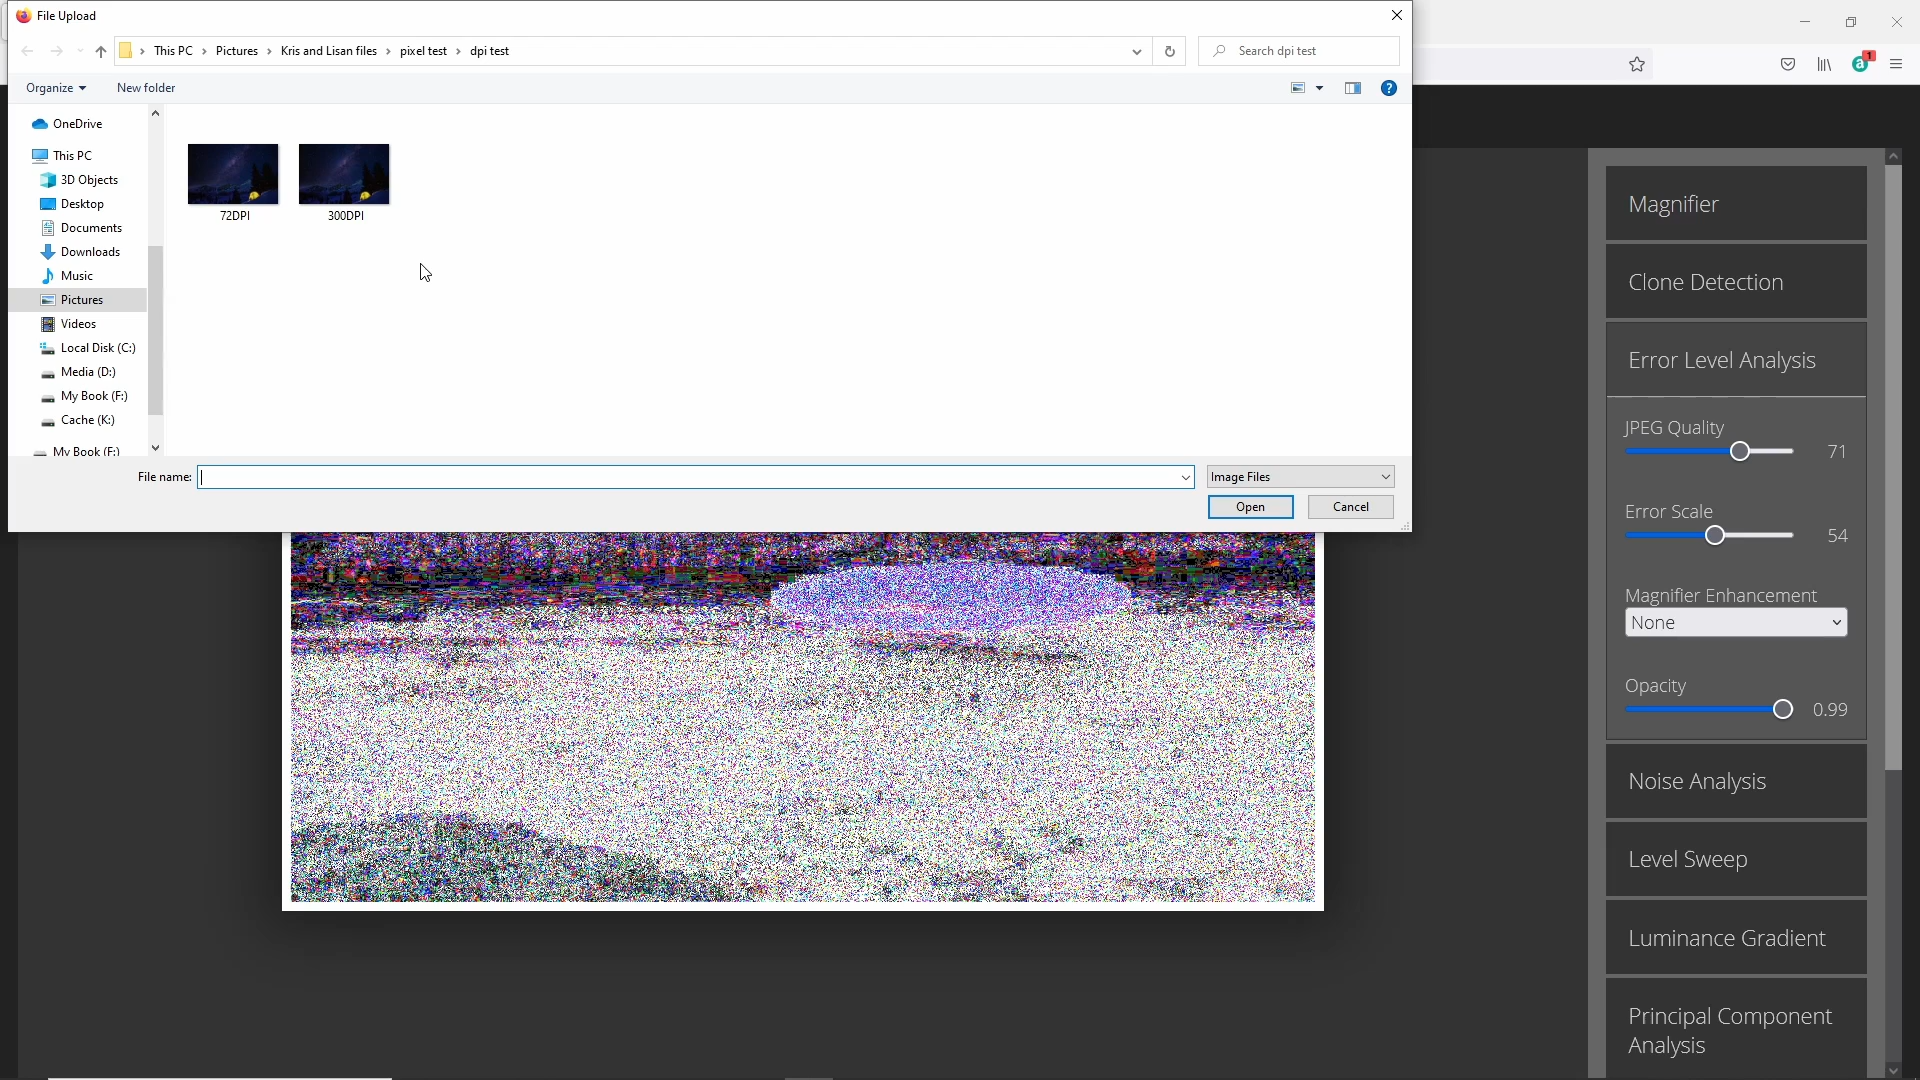 File Upload
This PC > Pictures > Kris and Lisan files > pixel test > dpi test
Search dpi test
Organize
New folder
OneDrive
This PC
3D Objects
Desktop
Documents
Downloads
Music
Pictures
Videos
Local Disk (C:)
Media (D:)
My Book (F:)
Cache (K:)
My Book (F:)
72DPI
300DPI
File name:
Image Files
Open
Cancel
a
1
Magnifier
Clone Detection
Error Level Analysis
JPEG Quality
71
Error Scale
54
Magnifier Enhancement
None
Opacity
0.99
Noise Analysis
Level Sweep
Luminance Gradient
Principal Component
Analysis